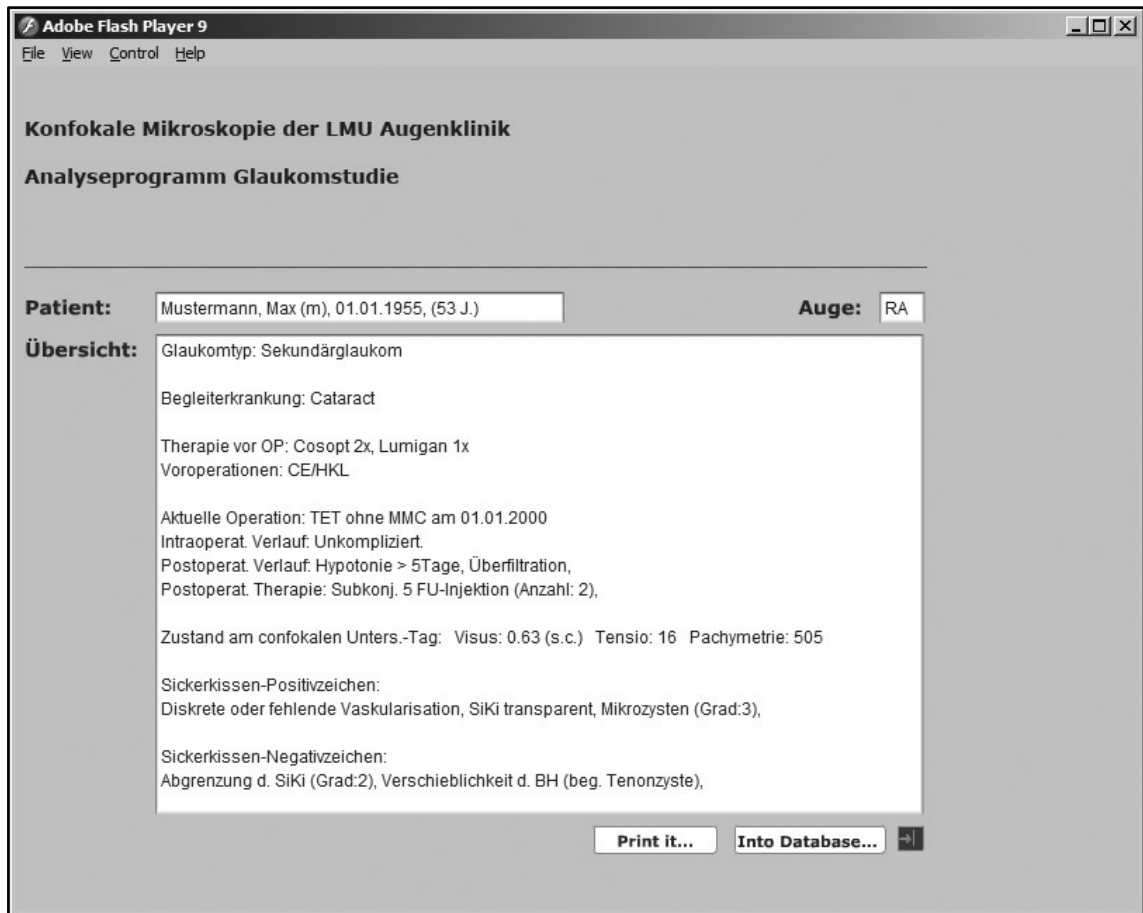 Adobe Flash Player 9
File View Control Help
Konfokale Mikroskopie der LMU Augenklinik
Analyseprogramm Glaukomstudie
Patient: Mustermann, Max (m), 01.01.1955, (53 J.) Auge: RA
Übersicht: Glaukomtyp: Sekundärglaukom
Begleiterkrankung: Cataract
Therapie vor OP: Cosopt 2x, Lumigan 1x
Voroperationen: CE/HKL
Aktuelle Operation: TET ohne MMC am 01.01.2000
Intraoperat. Verlauf: Unkompliziert.
Postoperat. Verlauf: Hypotonie > 5Tage, Überfiltration,
Postoperat. Therapie: Subkonj. 5 FU-Injektion (Anzahl: 2),
Zustand am confokalen Unters.-Tag: Visus: 0.63 (s.c.) Tensio: 16 Pachymetrie: 505
Sickerkissen-Positivzeichen:
Diskrete oder fehlende Vaskularisation, SiKi transparent, Mikrozysten (Grad:3),
Sickerkissen-Negativzeichen:
Abgrenzung d. SiKi (Grad:2), Verschieblichkeit d. BH (beg. Tenonzyste),
Print it... Into Database...